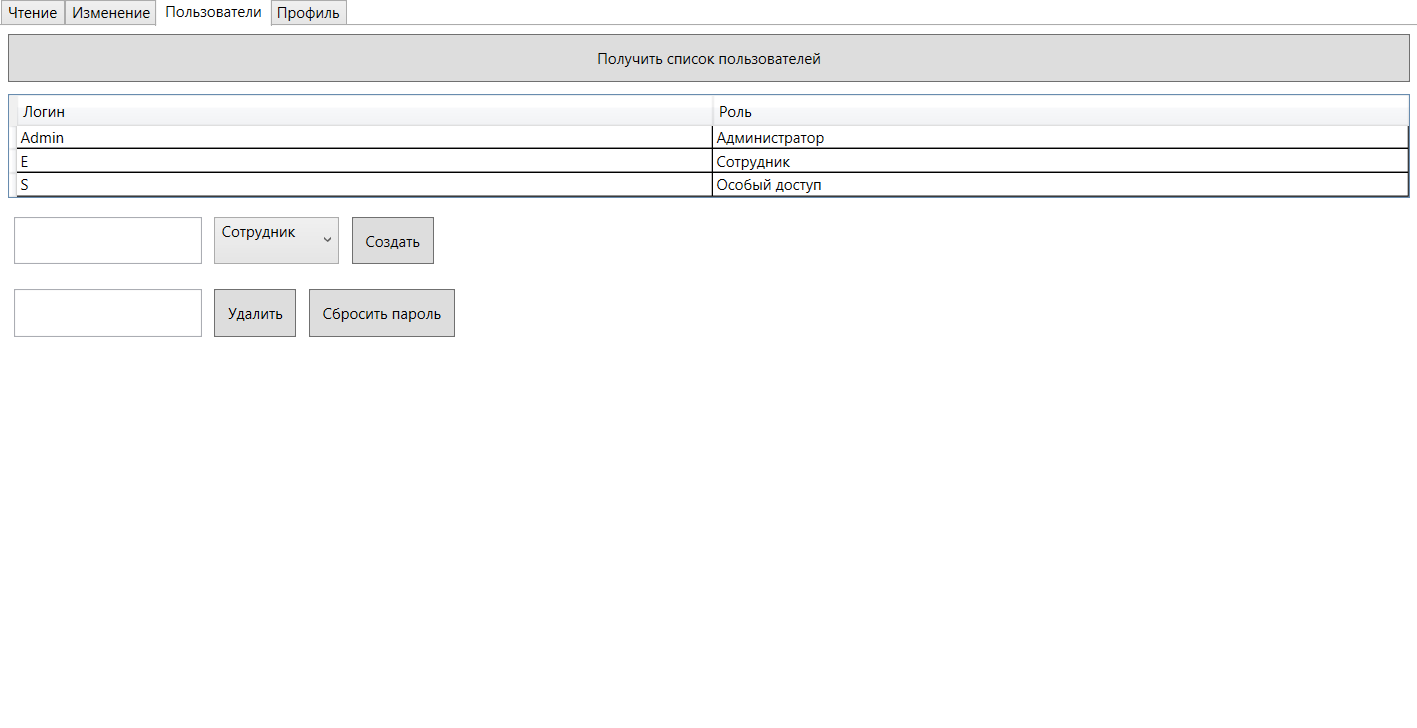 Чтение Изменение Пользователи Профиль
Получить список пользователей
Логин Роль
Admin Администратор
E Сотрудник
S Особый доступ
Сотрудник Создать
Удалить Сбросить пароль